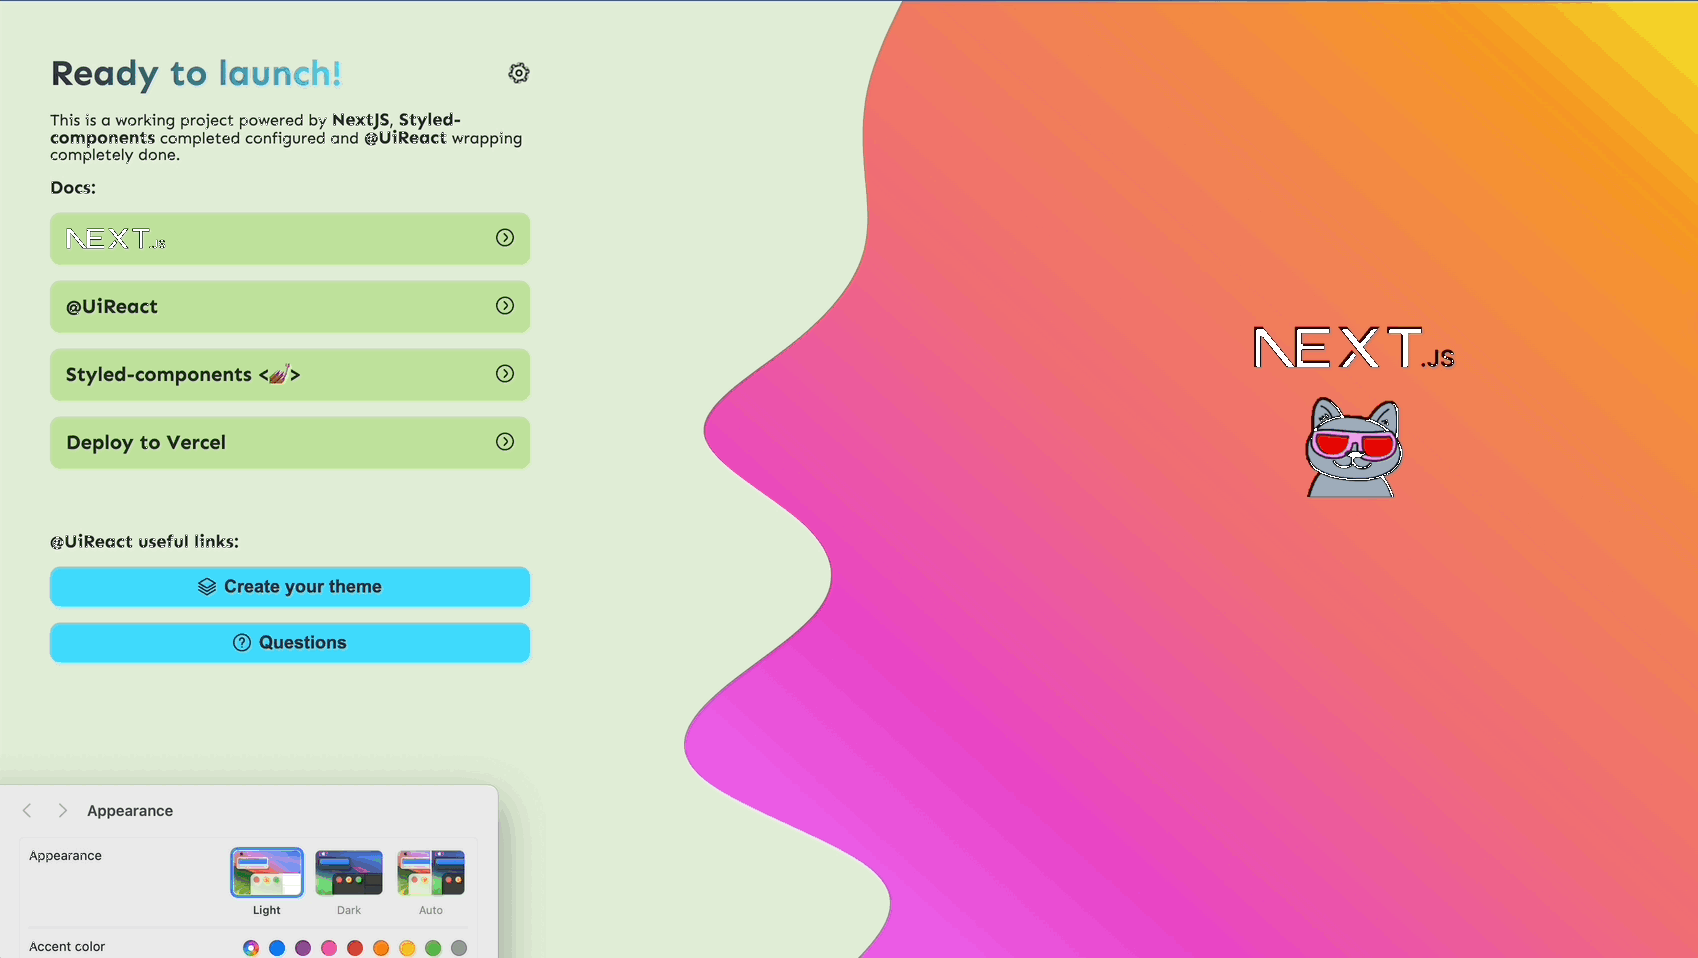 Ready to launch!
This is a working project powered by NextJS, Styled-
components completed configured and @UiReact wrapping
completely done.
Docs:
NEXT.JS
@UiReact
Styled-components <💅>
Deploy to Vercel
@UiReact useful links:
Create your theme
Questions
NEXT.JS
Appearance
Appearance
Light
Dark
Auto
Accent color